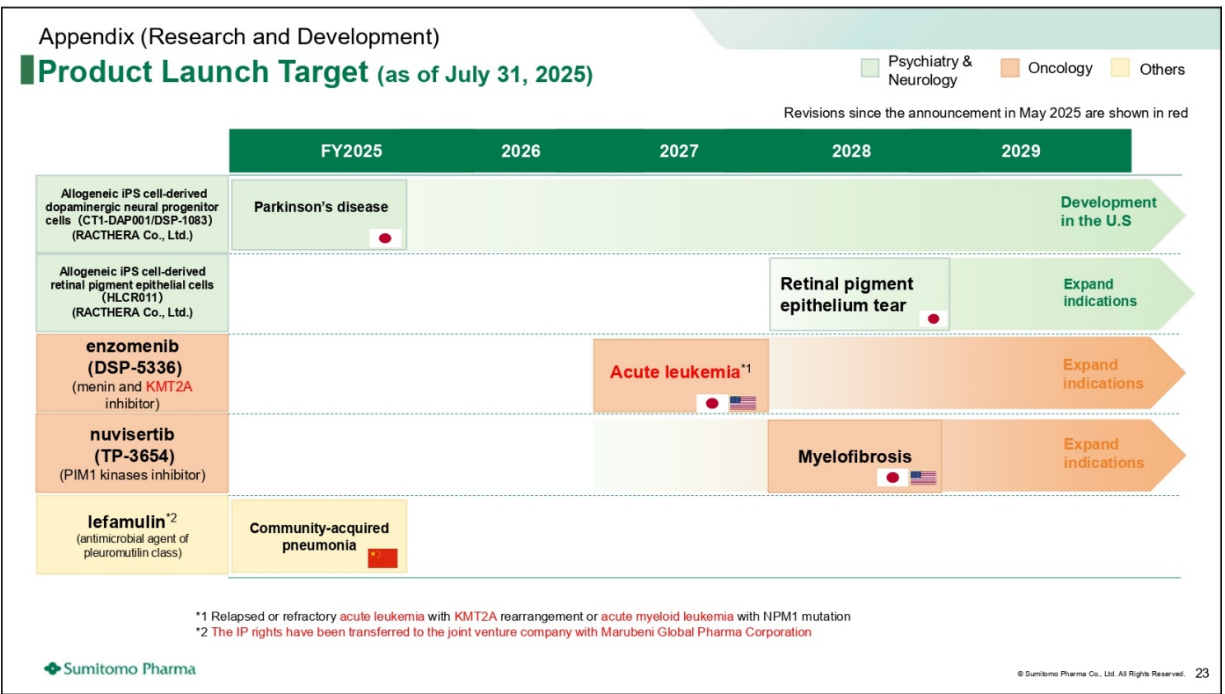 Appendix (Research and Development)
Product Launch Target (as of July 31, 2025)
Psychiatry &
Neurology
Oncology
Others
Revisions since the announcement in May 2025 are shown in red
FY2025 2026 2027 2028 2029
Allogeneic iPS cell-derived
dopaminergic neural progenitor
cells (CT1-DAP001/DSP-1083)
(RACTHERA Co., Ltd.)
Parkinson's disease
Development
in the U.S
Allogeneic iPS cell-derived
retinal pigment epithelial cells
(HLCR011)
(RACTHERA Co., Ltd.)
Retinal pigment
epithelium tear
Expand
indications
enzomenib
(DSP-5336)
(menin and KMT2A
inhibitor)
Acute leukemia*1
Expand
indications
nuvisertib
(TP-3654)
(PIM1 kinases inhibitor)
Myelofibrosis
Expand
indications
lefamulin*2
(antimicrobial agent of
pleuromutilin class)
Community-acquired
pneumonia
*1 Relapsed or refractory acute leukemia with KMT2A rearrangement or acute myeloid leukemia with NPM1 mutation
*2 The IP rights have been transferred to the joint venture company with Marubeni Global Pharma Corporation
Sumitomo Pharma
© Sumitomo Pharma Co., Ltd. All Rights Reserved. 23